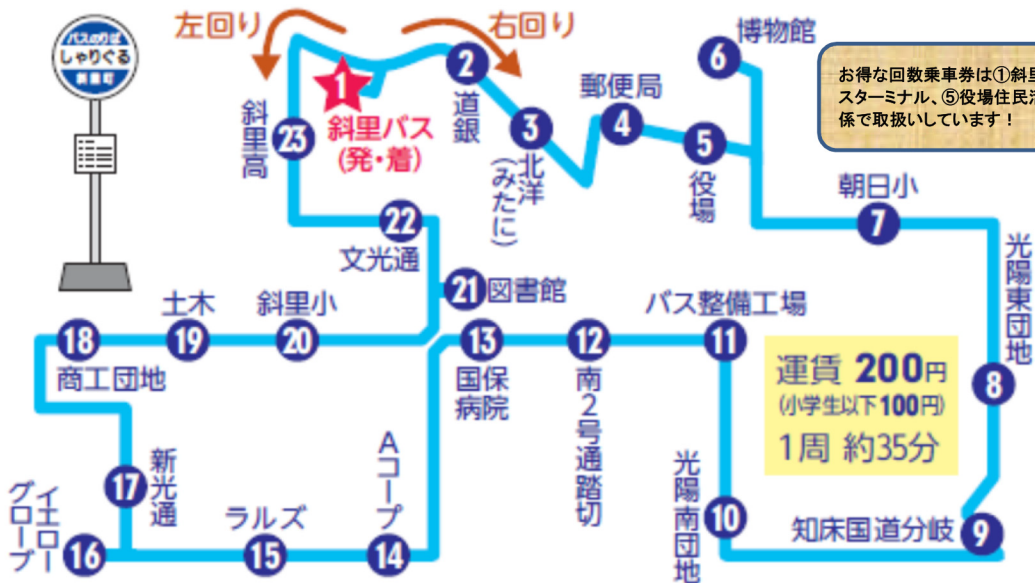 バスのりば
しゃりぐる
斜里町
左回り
右回り
1
斜里バス
(発・着)
2
道銀
3
北洋
(みたに)
4
郵便局
5
役場
6
博物館
お得な回数乗車券は①斜里
スターミナル、⑤役場住民
係で取扱いしています！
7
朝日小
8
光陽東団地
9
知床国道分岐
10
光陽南団地
11
バス整備工場
12
南2号通踏切
13
国保
病院
14
Aコープ
15
ラルズ
16
イエロー
グローブ
17
新光通
18
商工団地
19
土木
20
斜里小
21
図書館
22
文光通
23
斜里高
運賃 200円
(小学生以下100円)
1周 約35分